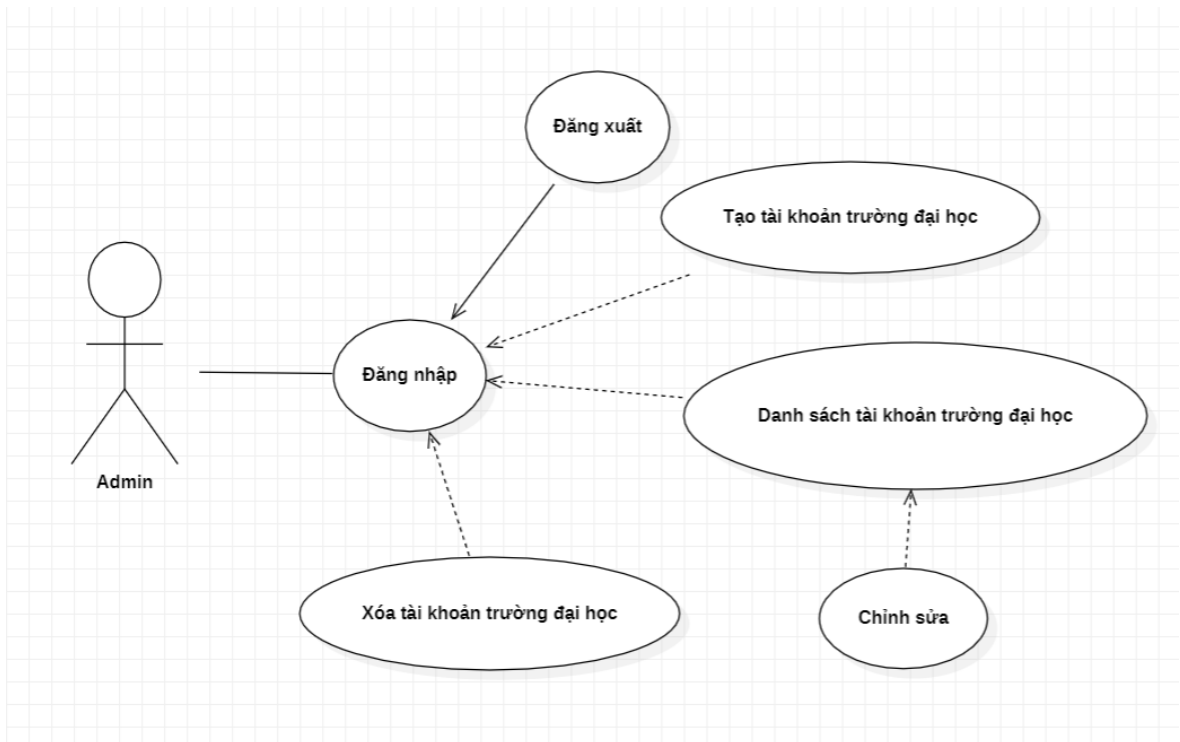 Đăng xuất
Tạo tài khoản trường đại học
Đăng nhập
Danh sách tài khoản trường đại học
Admin
Xóa tài khoản trường đại học
Chỉnh sửa